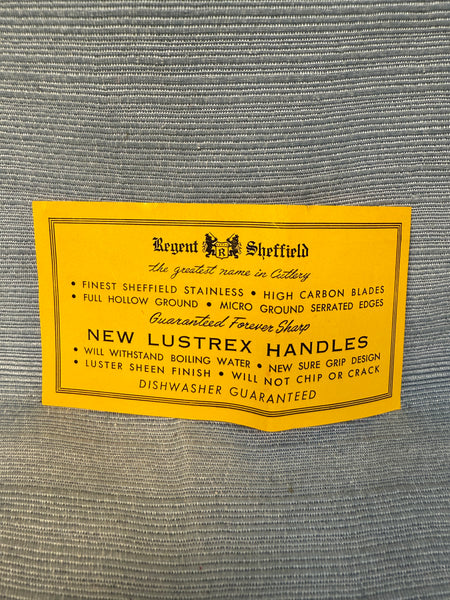 Regent R Sheffield
the greatest name in Cutlery
• FINEST SHEFFIELD STAINLESS • HIGH CARBON BLADES
• FULL HOLLOW GROUND • MICRO GROUND SERRATED EDGES
Guaranteed Forever Sharp
NEW LUSTREX HANDLES
• WILL WITHSTAND BOILING WATER • NEW SURE GRIP DESIGN
• LUSTER SHEEN FINISH • WILL NOT CHIP OR CRACK
DISHWASHER GUARANTEED